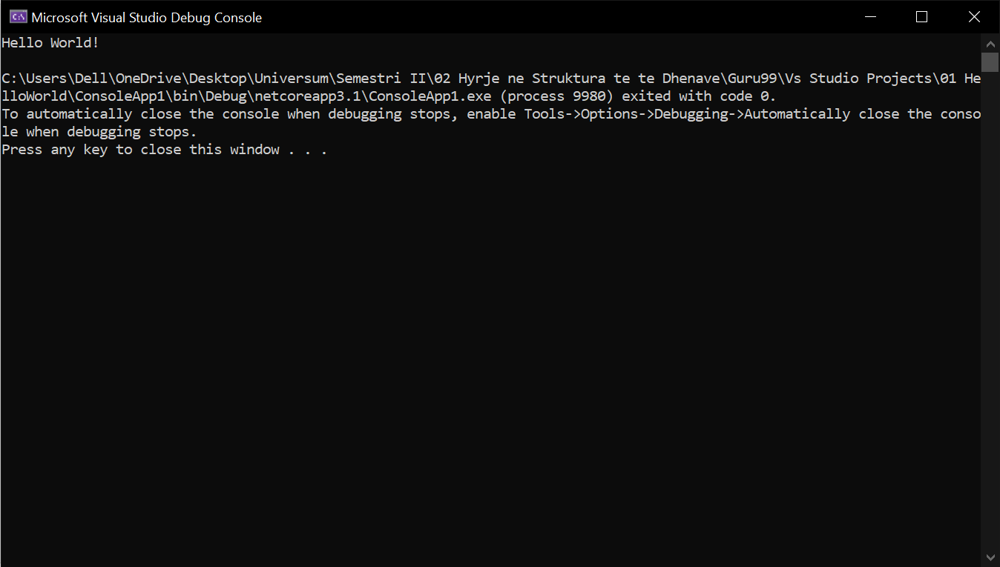 Microsoft Visual Studio Debug Console
Hello World!
C:\Users\Dell\OneDrive\Desktop\Universum\Semestri II\02 Hyrje ne Struktura te te Dhenave\Guru99\Vs Studio Projects\01 He
lloWorld\ConsoleApp1\bin\Debug\netcoreapp3.1\ConsoleApp1.exe (process 9980) exited with code 0.
To automatically close the console when debugging stops, enable Tools->Options->Debugging->Automatically close the conso
le when debugging stops.
Press any key to close this window . . .